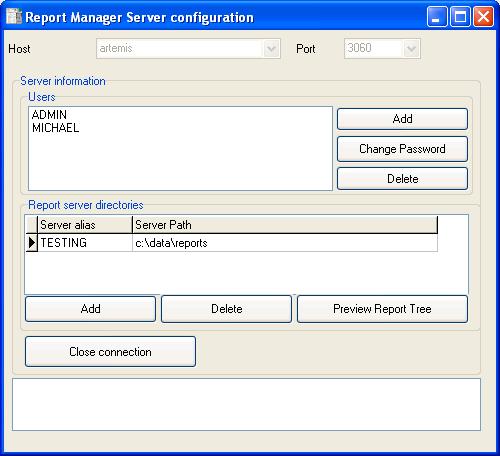 Report Manager Server configuration
Host artemis Port 3060
Server information
Users
ADMIN
MICHAEL
Add
Change Password
Delete
Report server directories
Server alias Server Path
TESTING c:\data\reports
Add Delete Preview Report Tree
Close connection